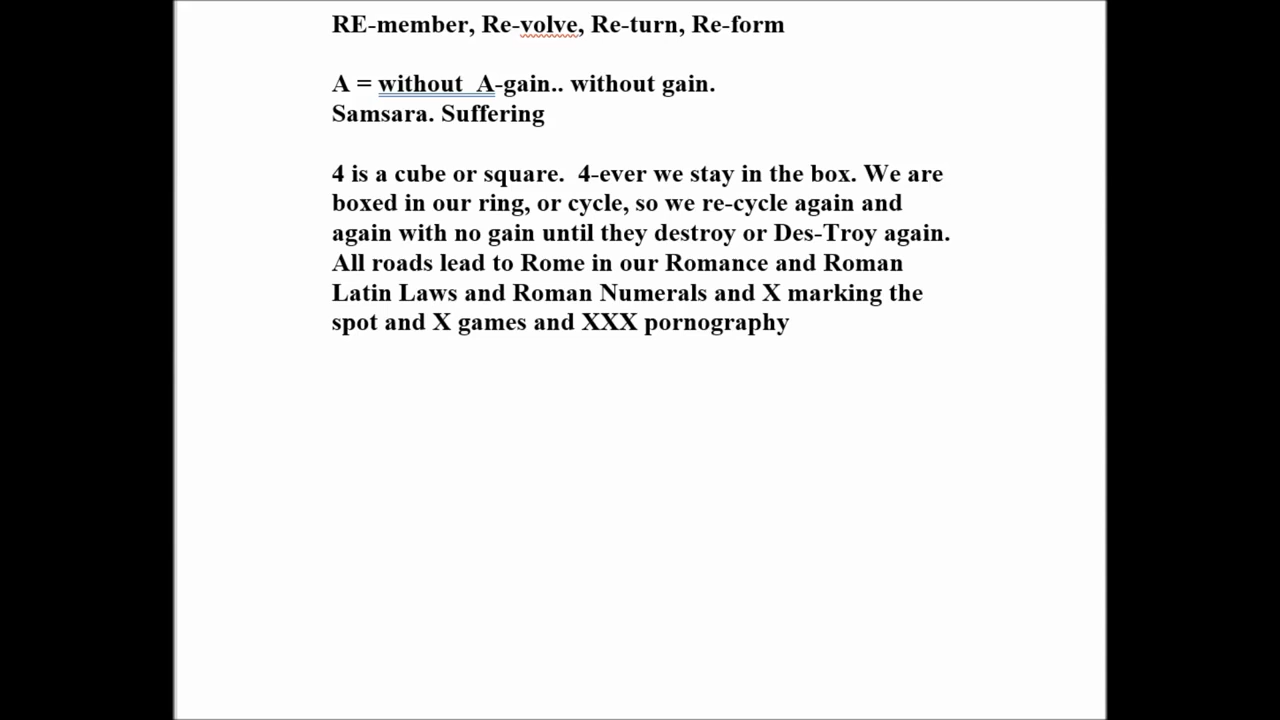 RE-member, Re-volve, Re-turn, Re-form
A = without  A-gain.. without gain.
Samsara. Suffering
4 is a cube or square.  4-ever we stay in the box. We are
boxed in our ring, or cycle, so we re-cycle again and
again with no gain until they destroy or Des-Troy again.
All roads lead to Rome in our Romance and Roman
Latin Laws and Roman Numerals and X marking the
spot and X games and XXX pornography